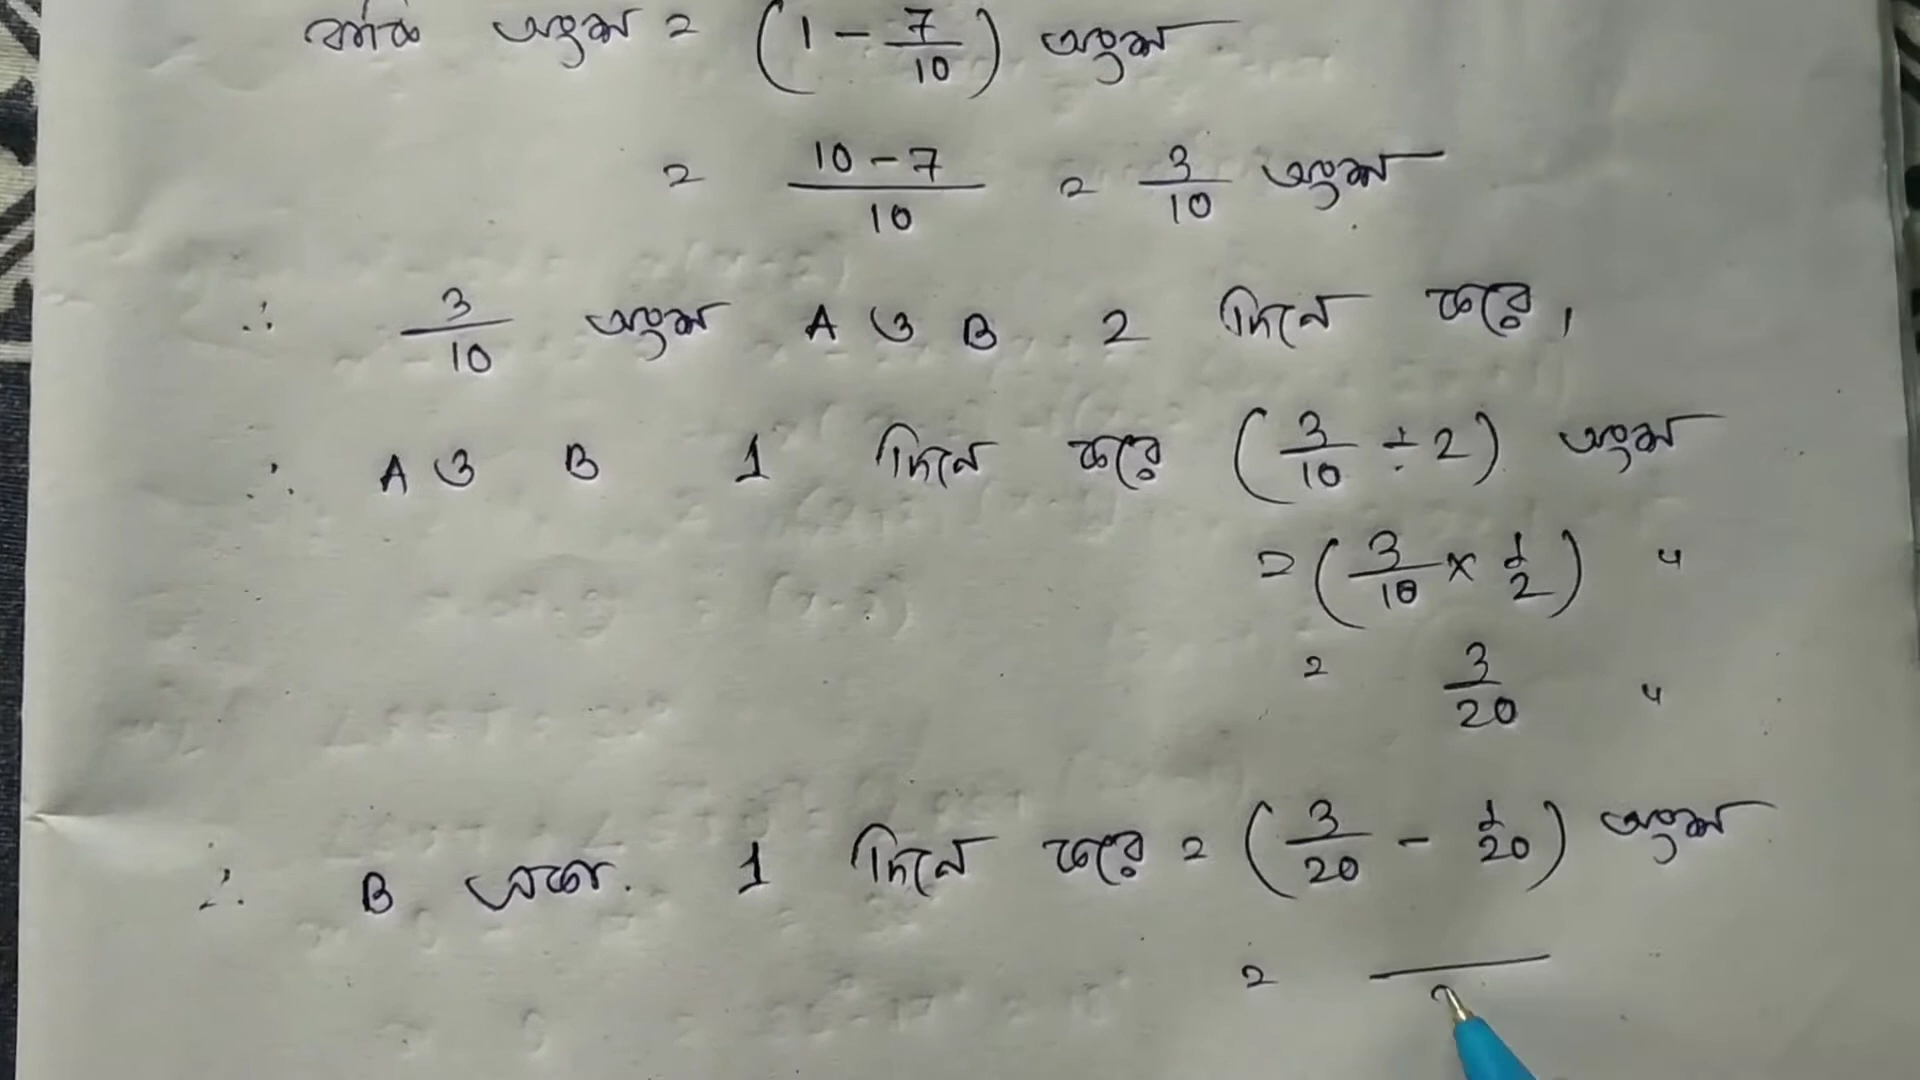 বাকি অংশ = (1 - 7/10) অংশ
= 10 - 7/10 = 3/10 অংশ
∴ 3/10 অংশ A ও B 2 দিনে করে,
∴ A ও B 1 দিনে করে (3/10 ÷ 2) অংশ
= (3/10 × 1/2) "
= 3/20 "
∴ B একা 1 দিনে করে = (3/20 - 1/20) অংশ
=